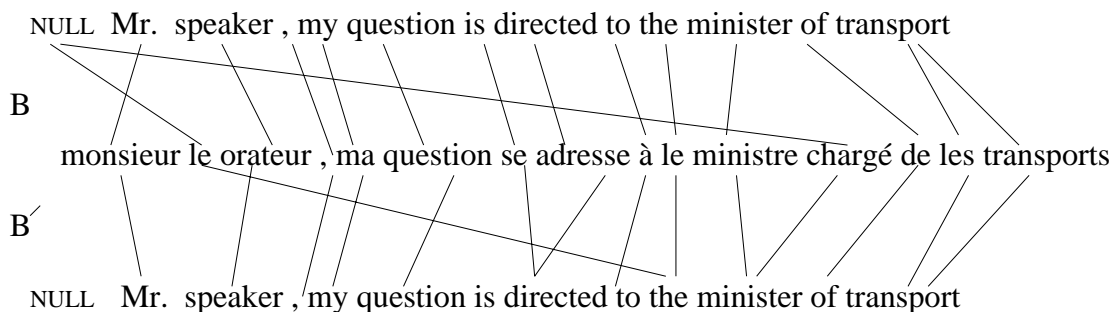 NULL Mr. speaker , my question is directed to the minister of transport
B
monsieur le orateur , ma question se adresse à le ministre chargé de les transports
B′
NULL Mr. speaker , my question is directed to the minister of transport